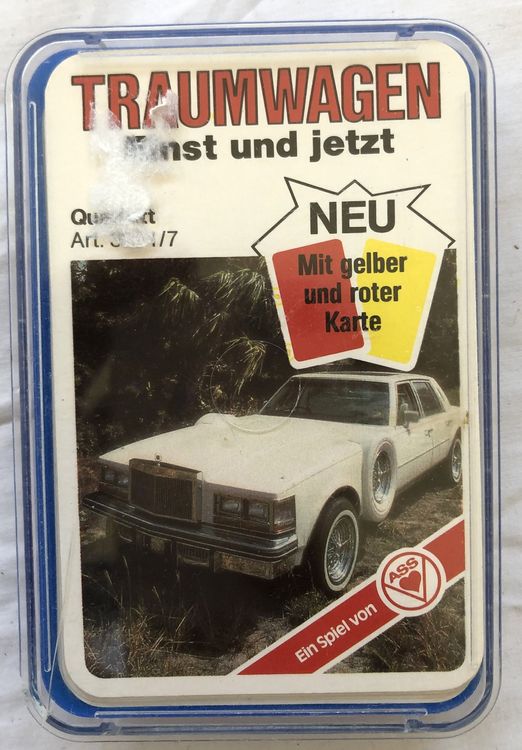 TRAUMWAGEN
und jetzt
Art.
NEU
Mit gelber
und roter
Karte
Ein Spiel von
ASS